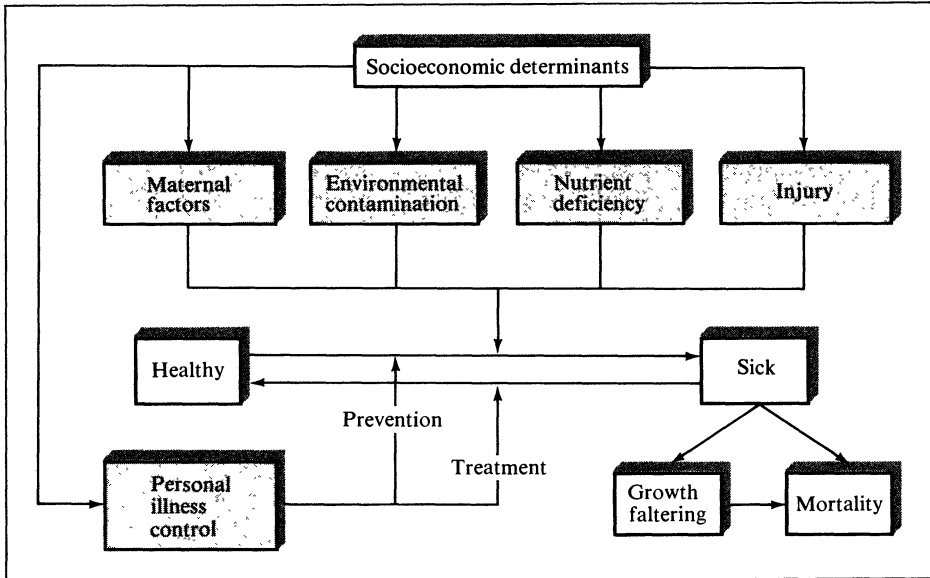 Socioeconomic determinants
Maternal
factors
Environmental
contamination
Nutrient
deficiency
Injury
Healthy
Sick
Prevention
Treatment
Personal
illness
control
Growth
faltering
Mortality